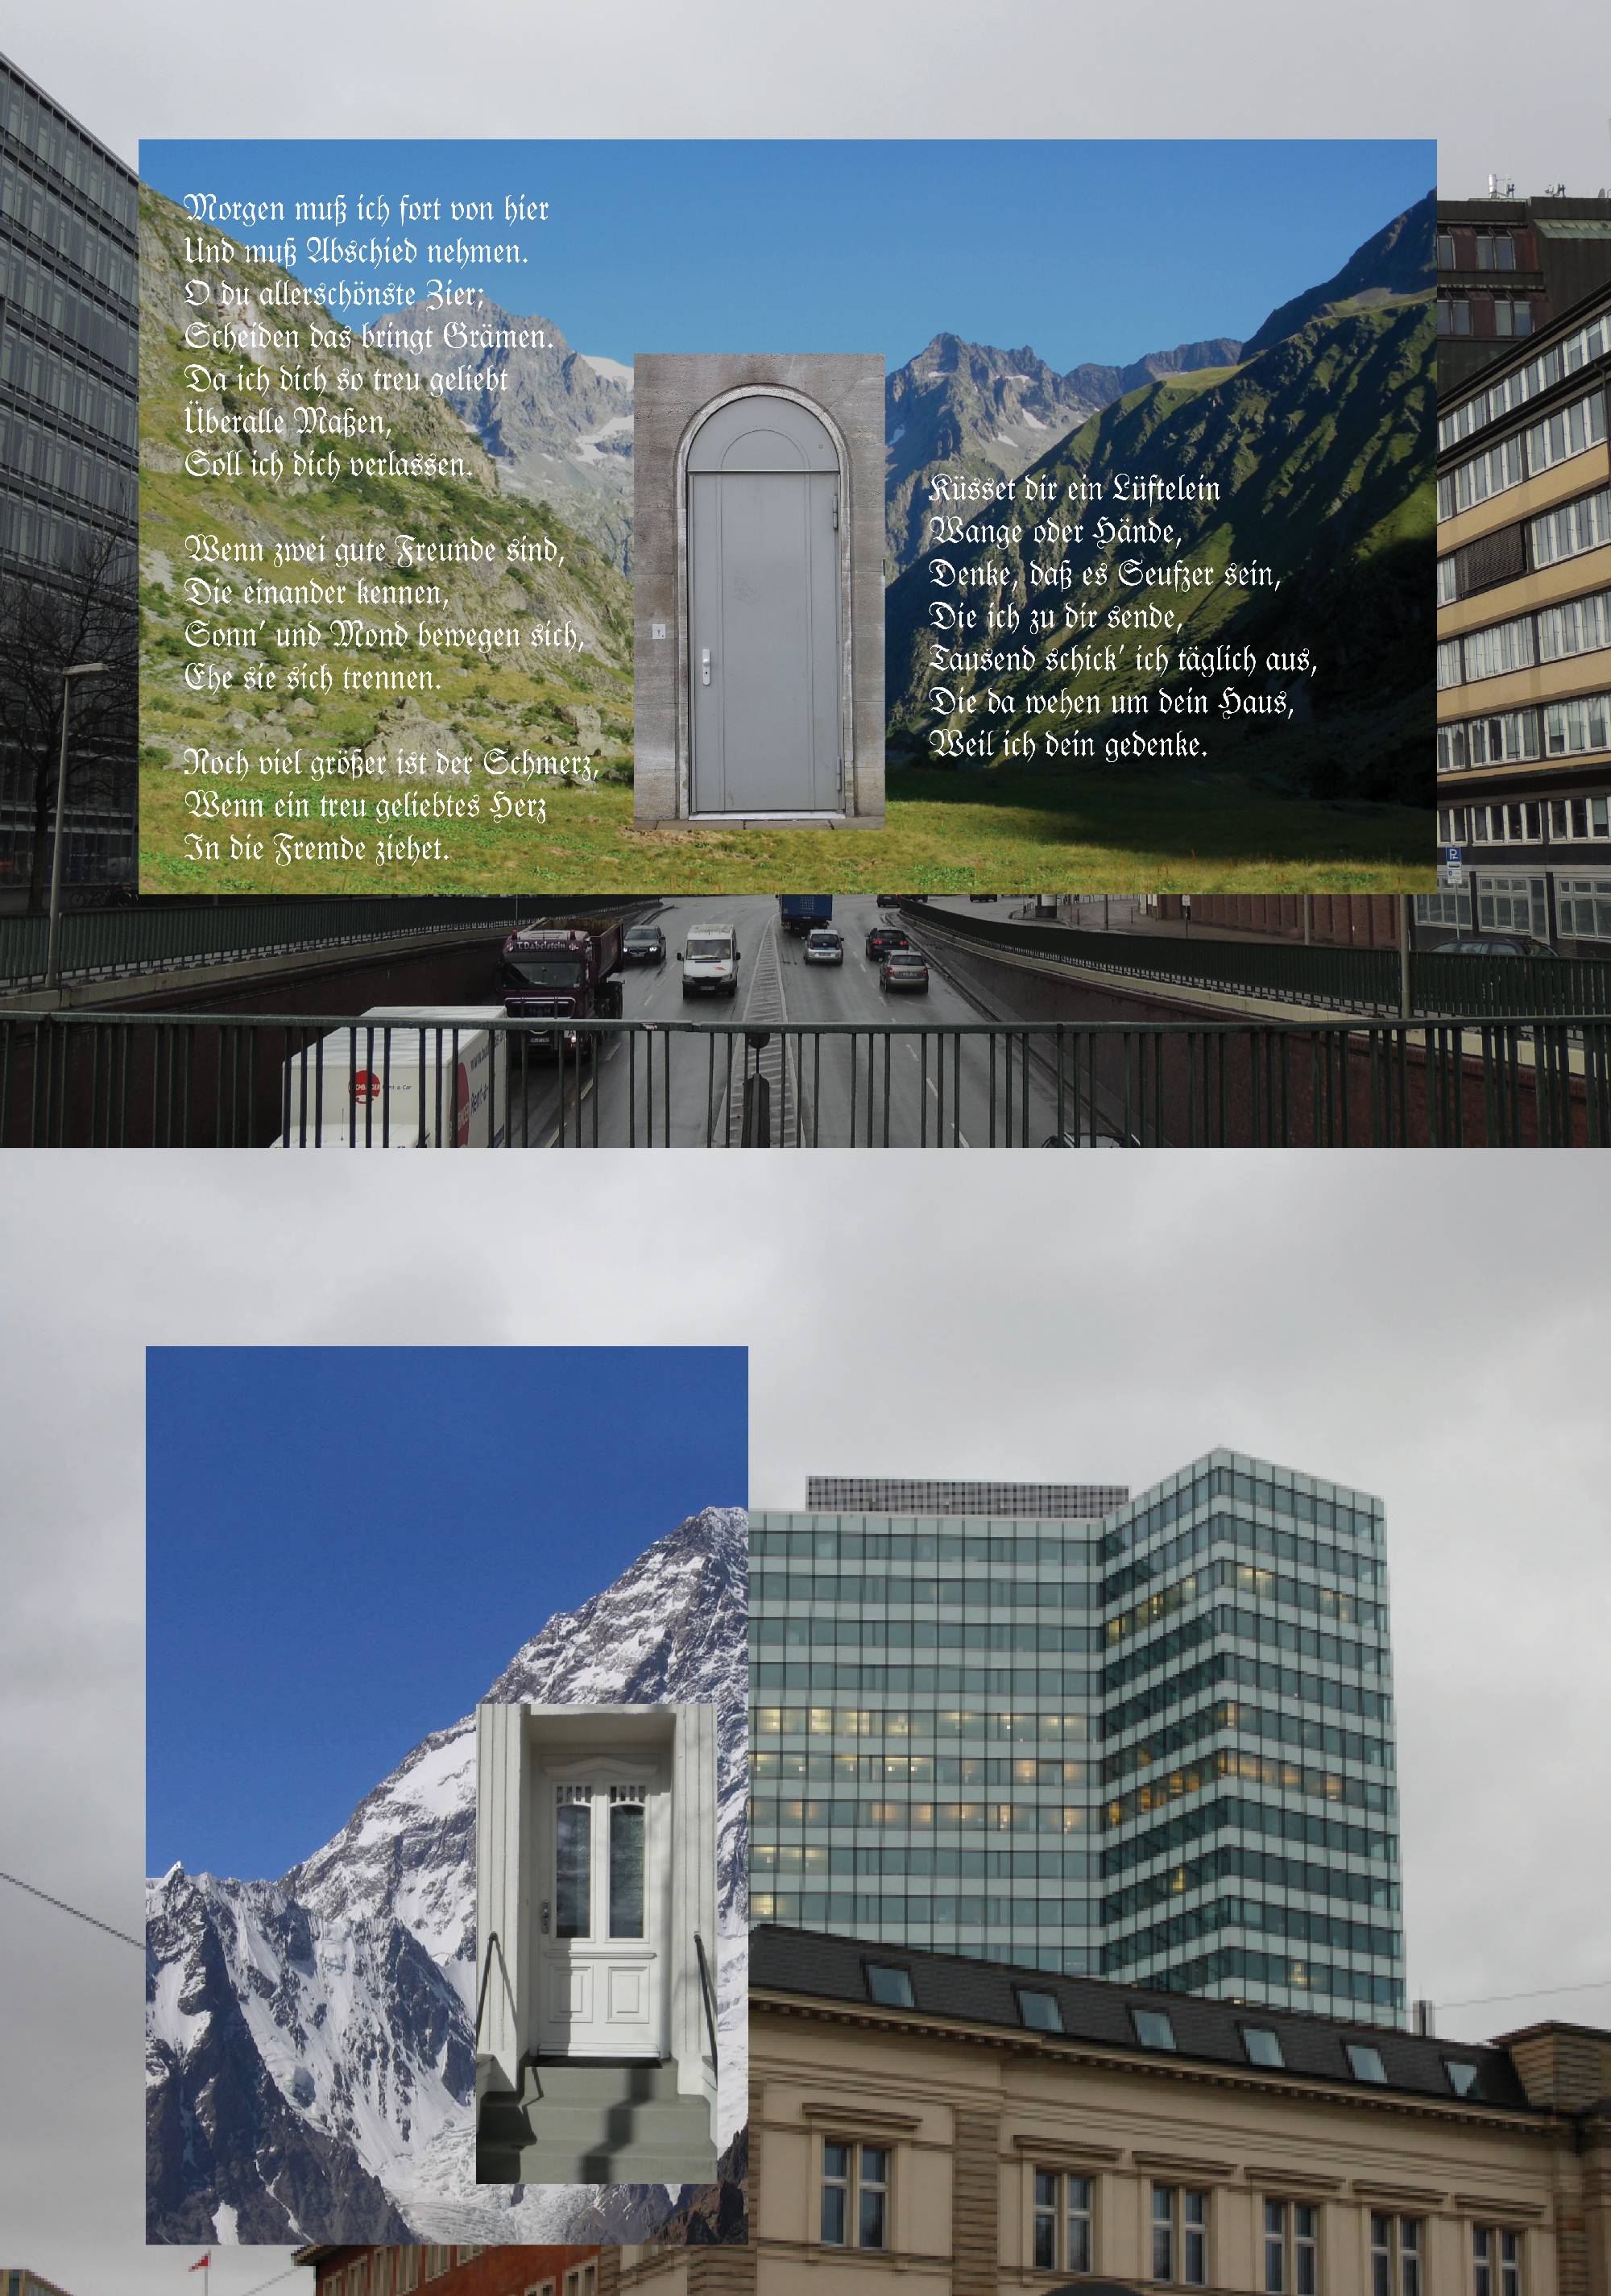 Morgen muß ich fort von hier
Und muß Abschied nehmen.
O du allerschönste Zier;
Scheiden das bringt Grämen.
Da ich dich so treu geliebt
Überalle Maßen,
Soll ich dich verlassen.
Wenn zwei gute Freunde sind,
Die einander kennen,
Sonn' und Mond bewegen sich,
Ehe sie sich trennen.
Noch viel größer ist der Schmerz,
Wenn ein treu geliebtes Herz
In die Fremde ziehet.
Küsset dir ein Lüftelein
Wange oder Hände,
Denke, daß es Seufzer sein,
Die ich zu dir sende,
Tausend schick' ich täglich aus,
Die da wehen um dein Haus,
Weil ich dein gedenke.
T.Dabelstein